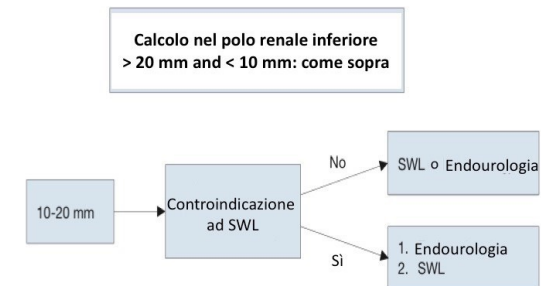 Calcolo nel polo renale inferiore
> 20 mm and < 10 mm: come sopra
No
SWL o Endourologia
10-20 mm
Controindicazione
ad SWL
Sì
1. Endourologia
2. SWL